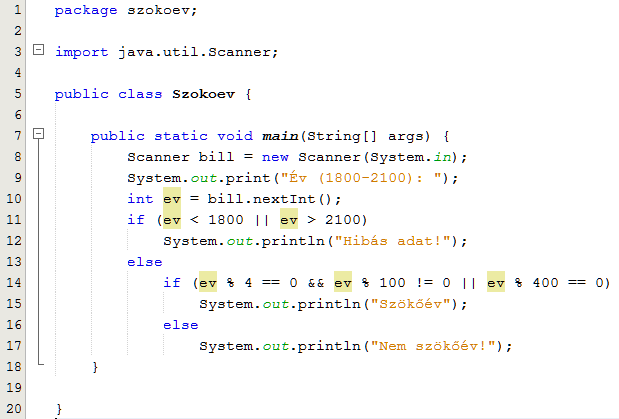 1 package szokoev;
2
3 import java.util.Scanner;
4
5 public class Szokoev {
6
7     public static void main(String[] args) {
8         Scanner bill = new Scanner(System.in);
9         System.out.print("Év (1800-2100): ");
10         int ev = bill.nextInt();
11         if (ev < 1800 || ev > 2100)
12             System.out.println("Hibás adat!");
13         else
14             if (ev % 4 == 0 && ev % 100 != 0 || ev % 400 == 0)
15                 System.out.println("Szökőév");
16             else
17                 System.out.println("Nem szökőév!");
18     }
19
20 }